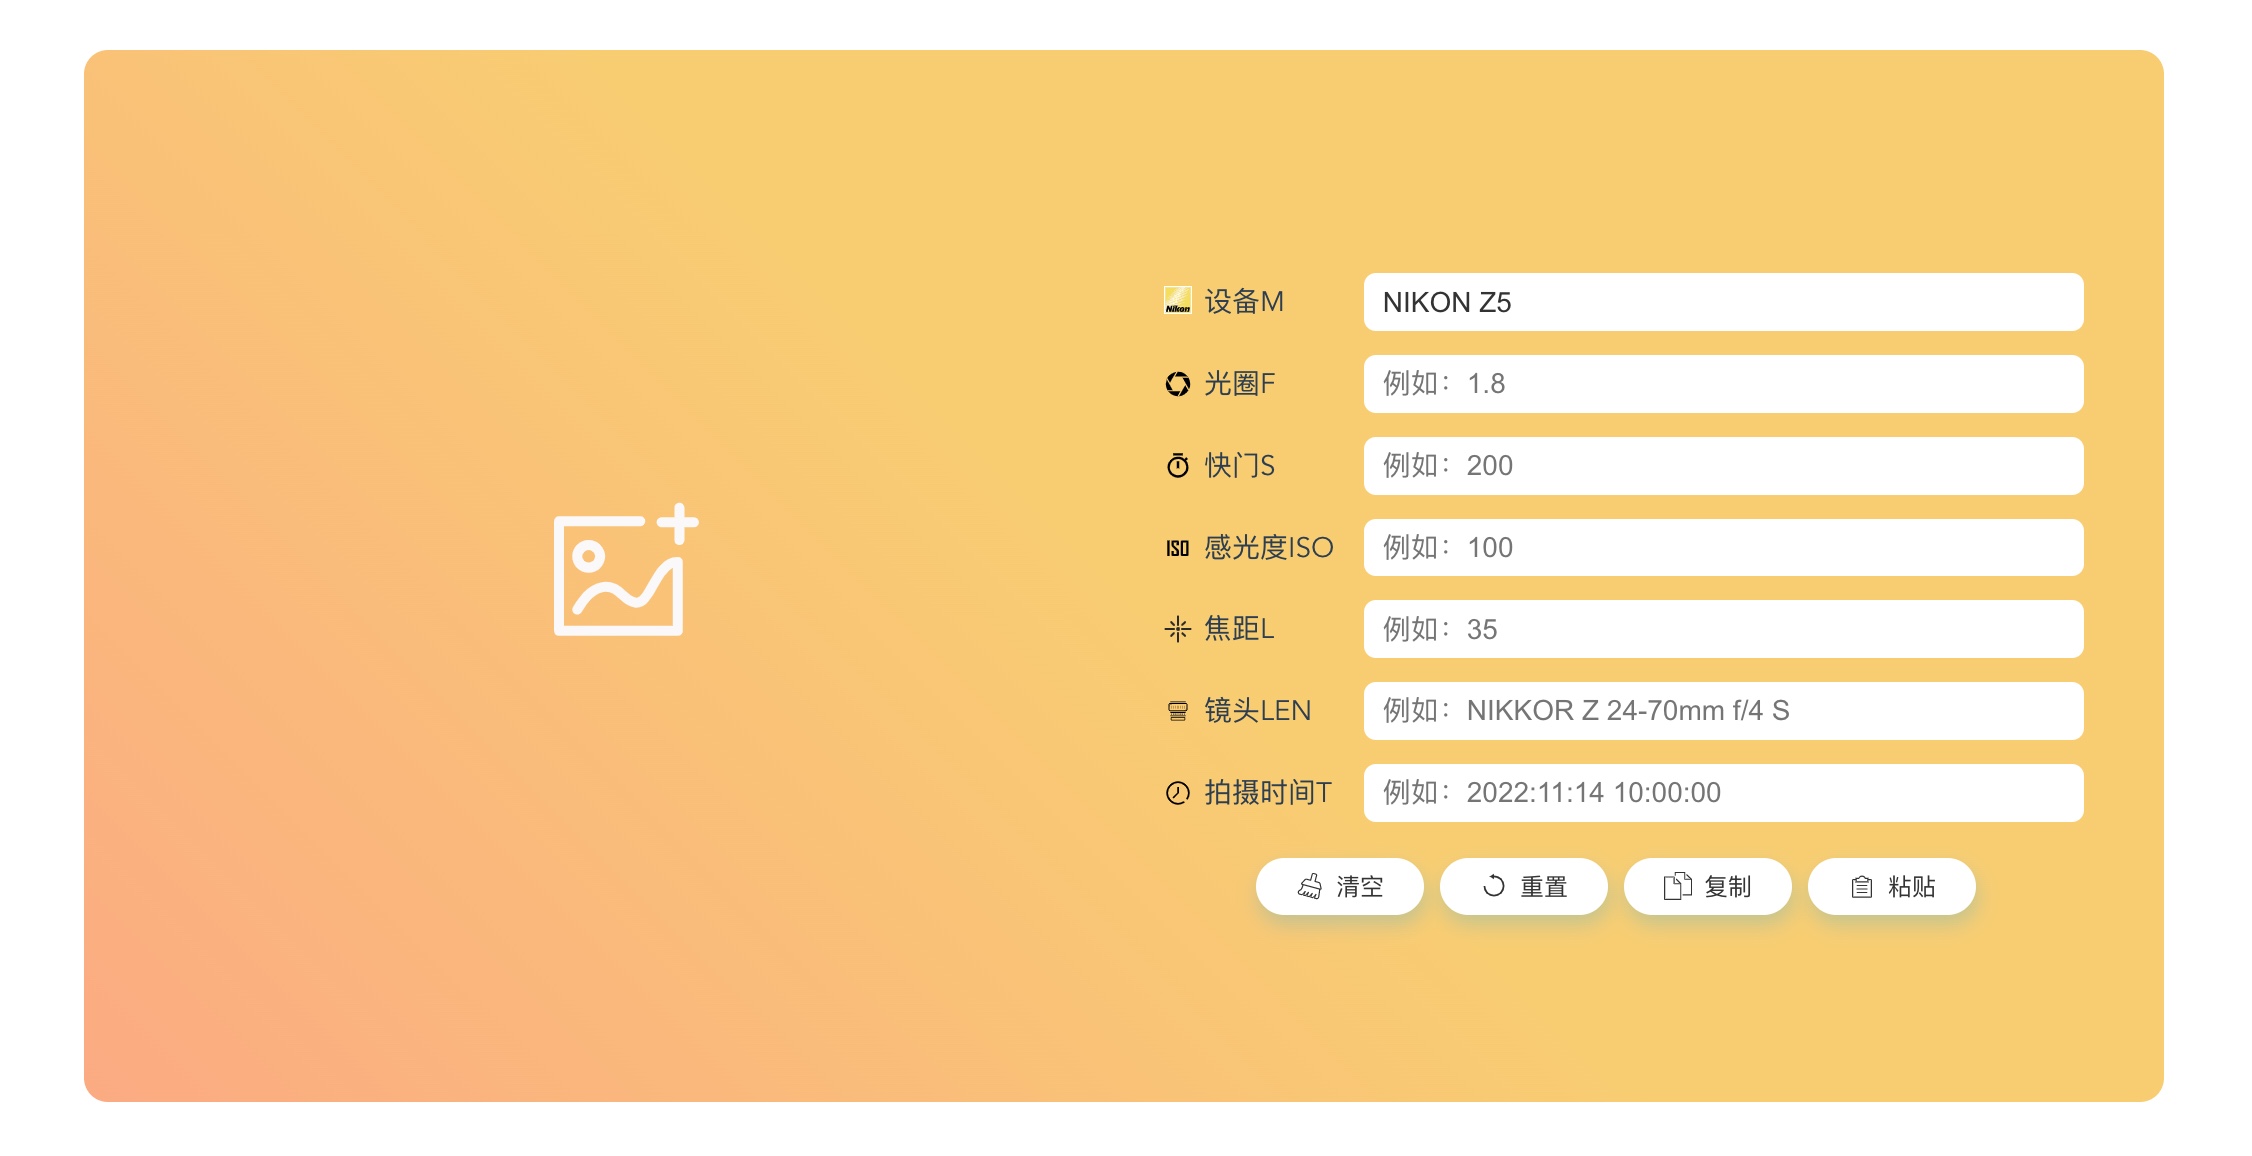 Nikon 设备M NIKON Z5
光圈F 例如：1.8
快门S 例如：200
ISO 感光度ISO 例如：100
焦距L 例如：35
镜头LEN 例如：NIKKOR Z 24-70mm f/4 S
拍摄时间T 例如：2022:11:14 10:00:00
清空 重置 复制 粘贴